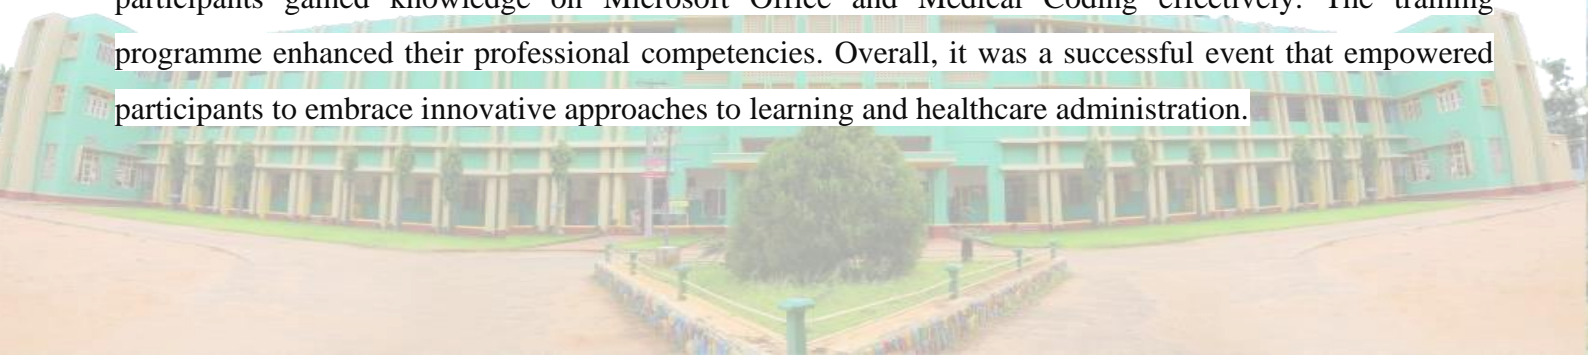 participants gained knowledge on Microsoft Office and Medical Coding effectively. The training
programme enhanced their professional competencies. Overall, it was a successful event that empowered
participants to embrace innovative approaches to learning and healthcare administration.